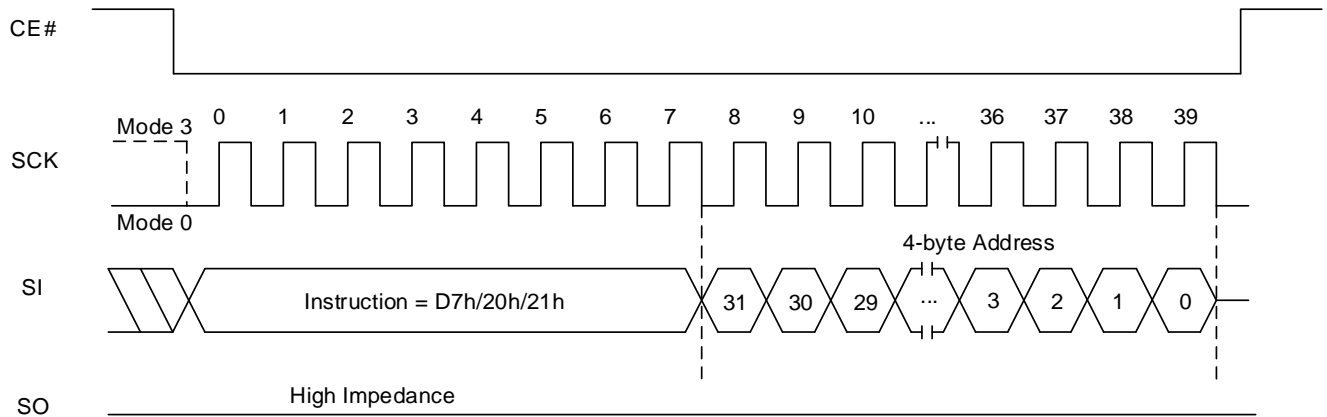 CE#
0 1 2 3 4 5 6 7 8 9 10 ... 36 37 38 39
Mode 3
SCK
Mode 0
4-byte Address
SI
Instruction = D7h/20h/21h 31 30 29 ... 3 2 1 0
High Impedance
SO